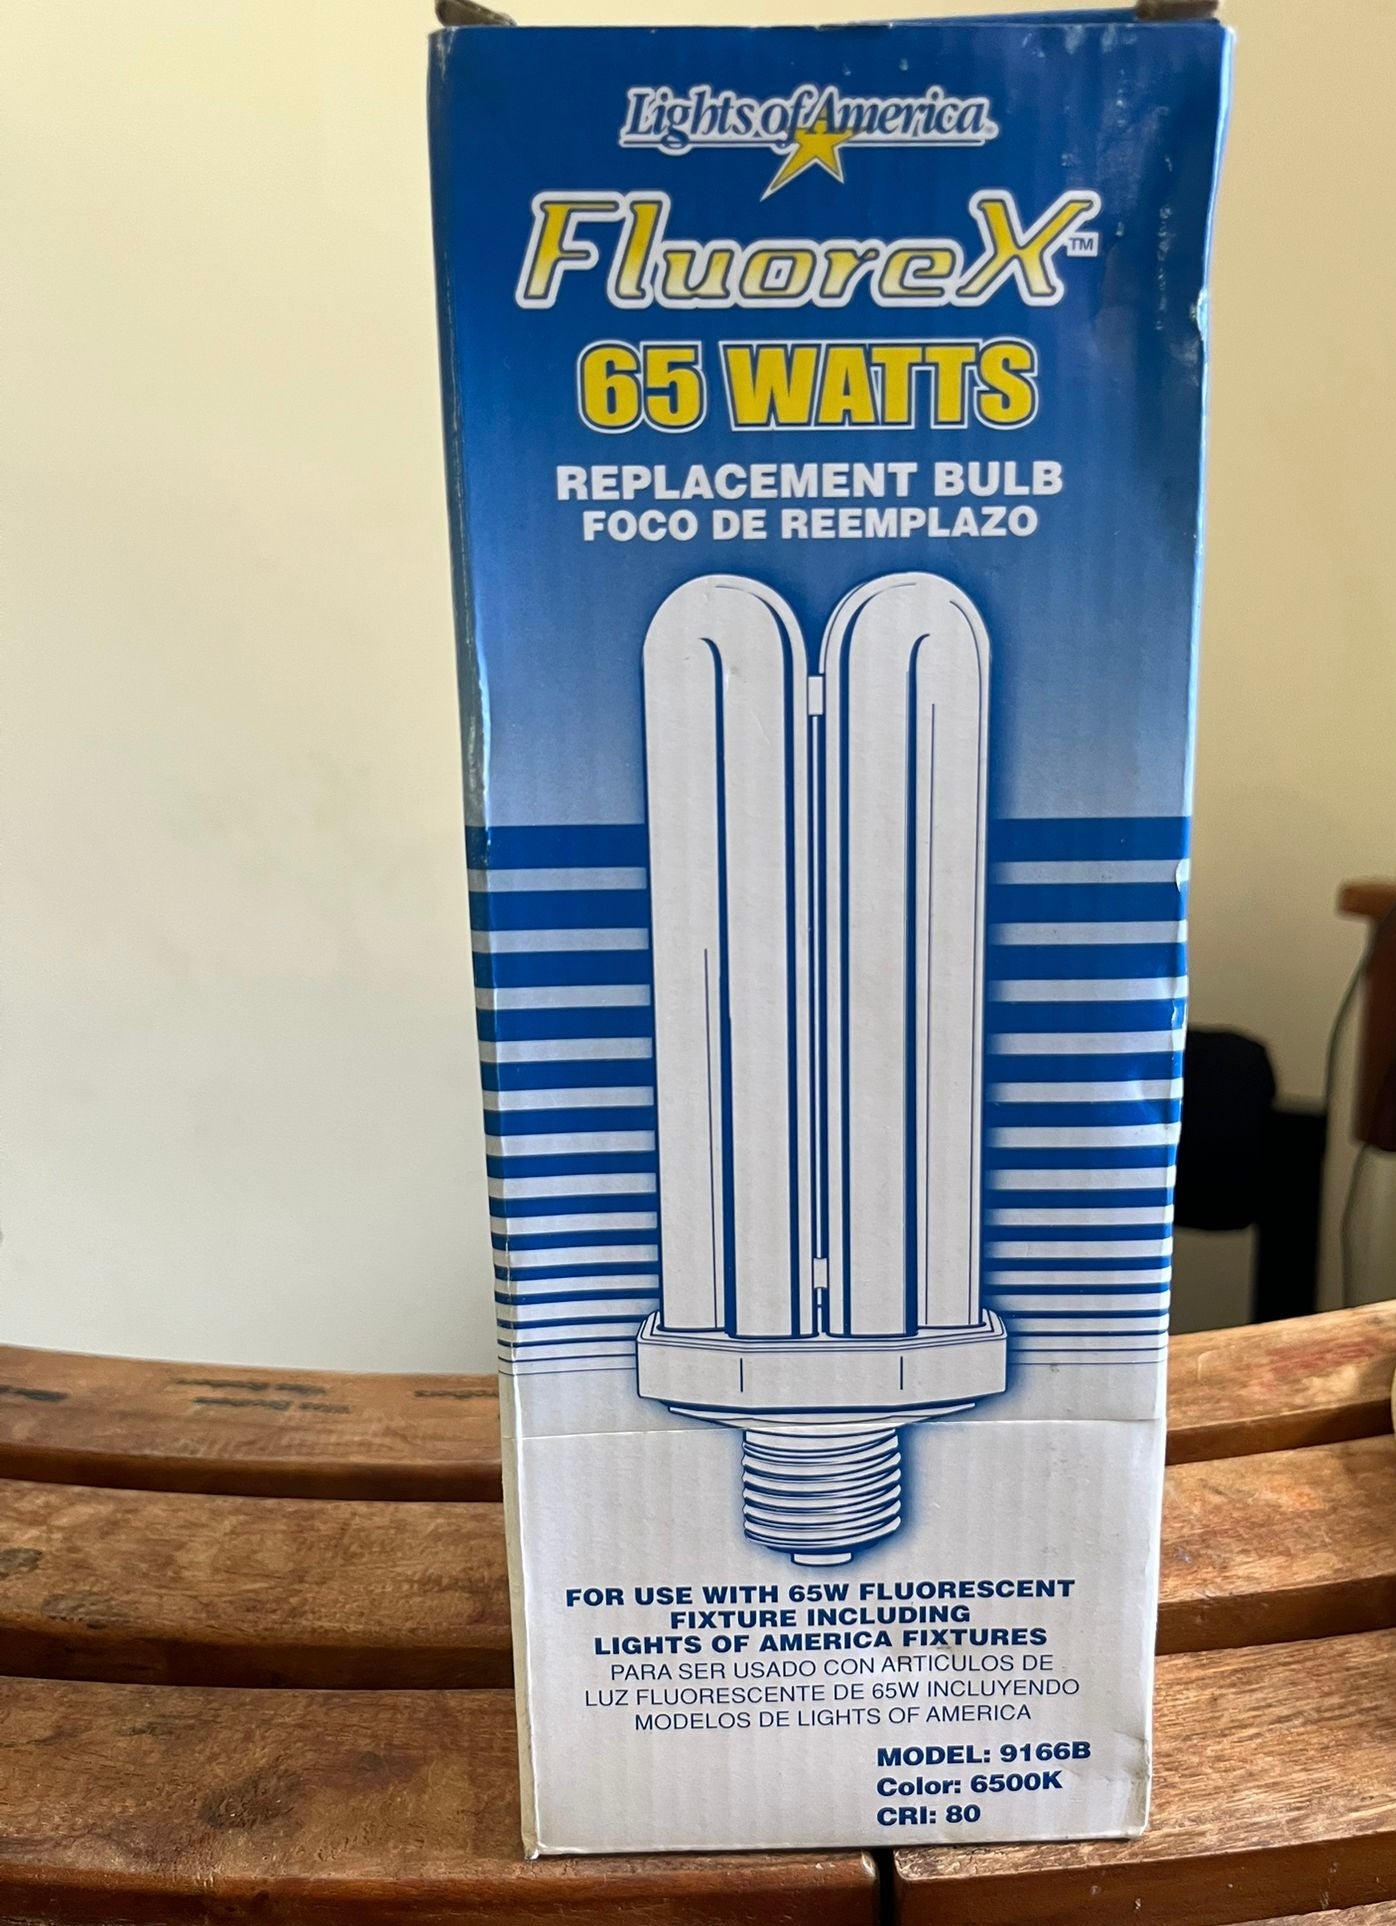 Lights of America
FluoreX™
65 WATTS
REPLACEMENT BULB
FOCO DE REEMPLAZO
FOR USE WITH 65W FLUORESCENT
FIXTURE INCLUDING
LIGHTS OF AMERICA FIXTURES
PARA SER USADO CON ARTICULOS DE
LUZ FLUORESCENTE DE 65W INCLUYENDO
MODELOS DE LIGHTS OF AMERICA
MODEL: 9166B
Color: 6500K
CRI: 80